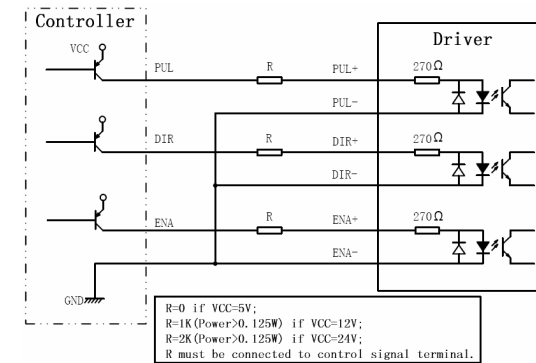 Controller
Driver
VCC
PUL R PUL+ 270Ω
PUL-
DIR R DIR+ 270Ω
DIR-
ENA R ENA+ 270Ω
ENA-
GND
R=0 if VCC=5V;
R=1K(Power>0.125W) if VCC=12V;
R=2K(Power>0.125W) if VCC=24V;
R must be connected to control signal terminal.